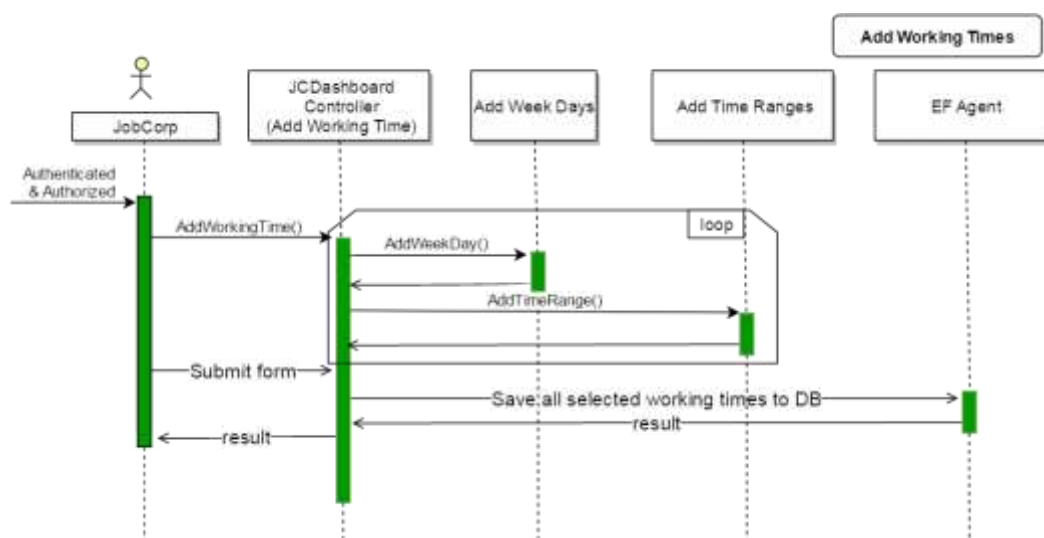 Add Working Times
JobCorp
JCDashboard
Controller
(Add Working Time)
Add Week Days
Add Time Ranges
EF Agent
Authenticated
& Authorized
AddWorkingTime()
loop
AddWeekDay()
AddTimeRange()
Submit form
Save all selected working times to DB
result
result